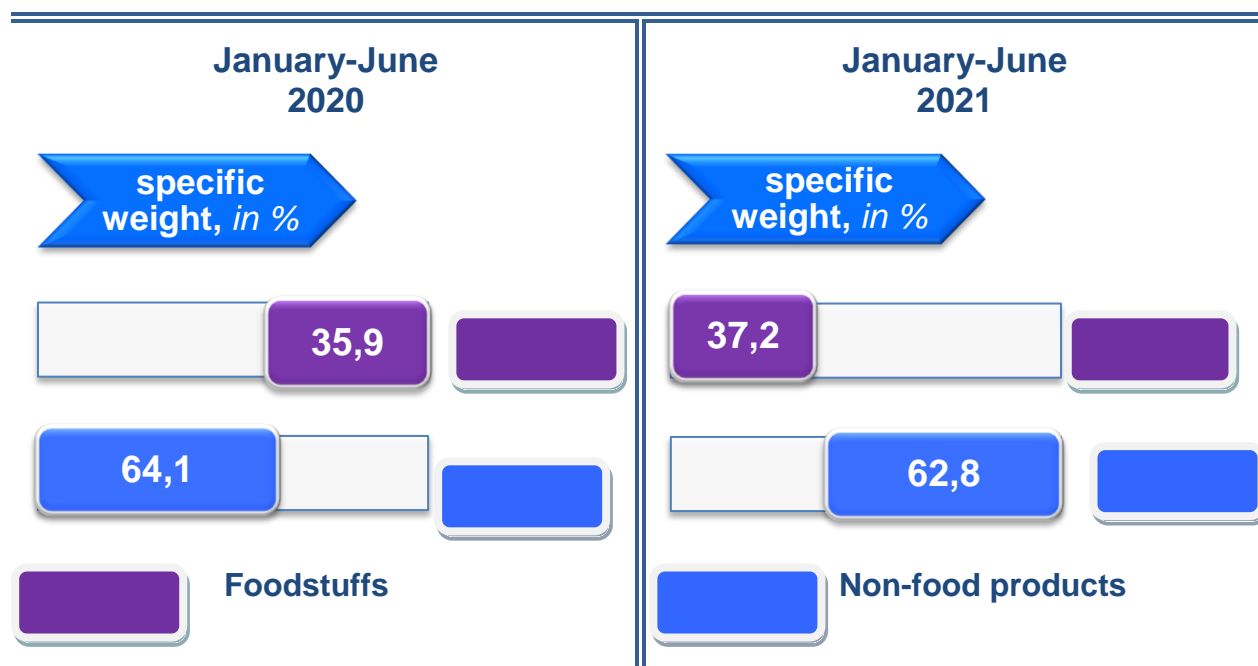 January-June
2020
specific
weight, in %
35,9
64,1
Foodstuffs
January-June
2021
specific
weight, in %
37,2
62,8
Non-food products